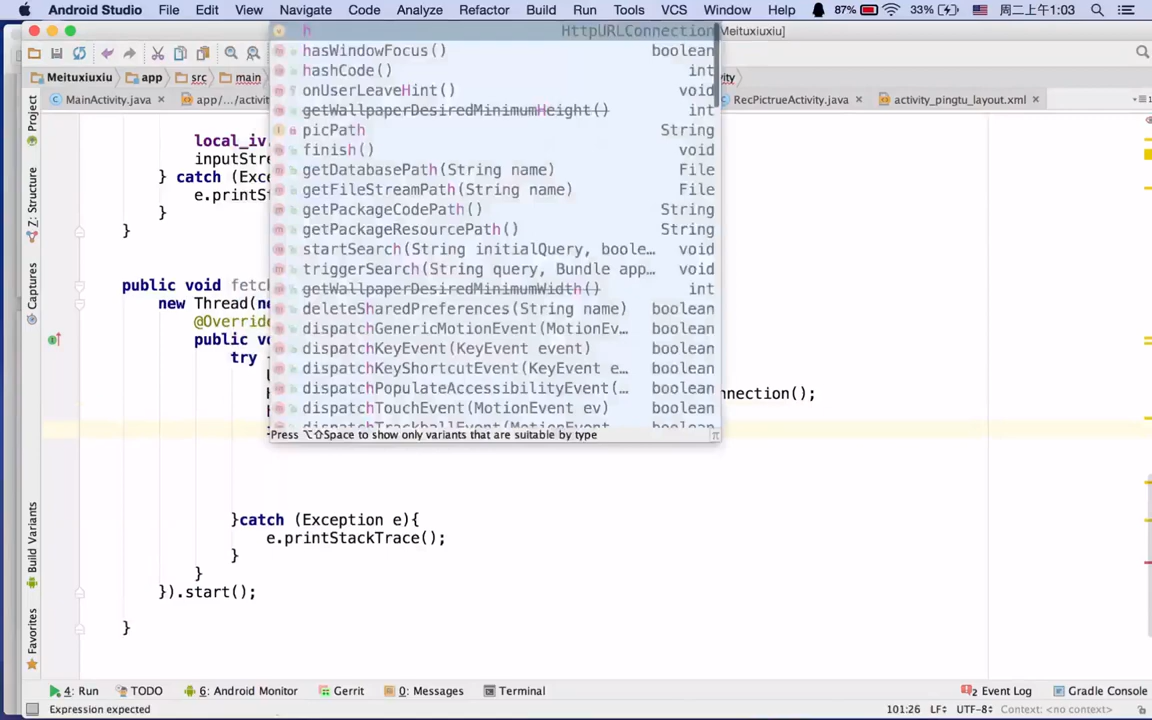 Android Studio File Edit View Navigate Code Analyze Refactor Build Run Tools VCS Window Help 87% 33% 周二上午1:03
Meituxiuxiu]
Meituxiuxiu app src main
MainActivity.java RecPictrueActivity.java activity_pingtu_layout.xml
h HttpURLConnection
hasWindowFocus() boolean
hashCode() int
onUserLeaveHint() void
getWallpaperDesiredMinimumHeight() int
picPath String
finish() void
getDatabasePath(String name) File
getFileStreamPath(String name) File
getPackageCodePath() String
getPackageResourcePath() String
startSearch(String initialQuery, boole… void
triggerSearch(String query, Bundle app… void
getWallpaperDesiredMinimumWidth() int
deleteSharedPreferences(String name) boolean
dispatchGenericMotionEvent(MotionEv… boolean
dispatchKeyEvent(KeyEvent event) boolean
dispatchKeyShortcutEvent(KeyEvent e… boolean
dispatchPopulateAccessibilityEvent(… boolean
dispatchTouchEvent(MotionEvent ev) boolean
Press ⌥⇧Space to show only variants that are suitable by type π
local_iv.
inputStre
} catch (Exc
e.printS
}
}
public void fetc
new Thread(ne
@Override
public vo
try
nnection();
}catch (Exception e){
e.printStackTrace();
}
}
}).start();
}
Project
Z: Structure
Captures
Build Variants
Favorites
4: Run TODO 6: Android Monitor Gerrit 0: Messages Terminal 2 Event Log Gradle Console
Expression expected 101:26 LF÷ UTF-8÷ Context: <no context>